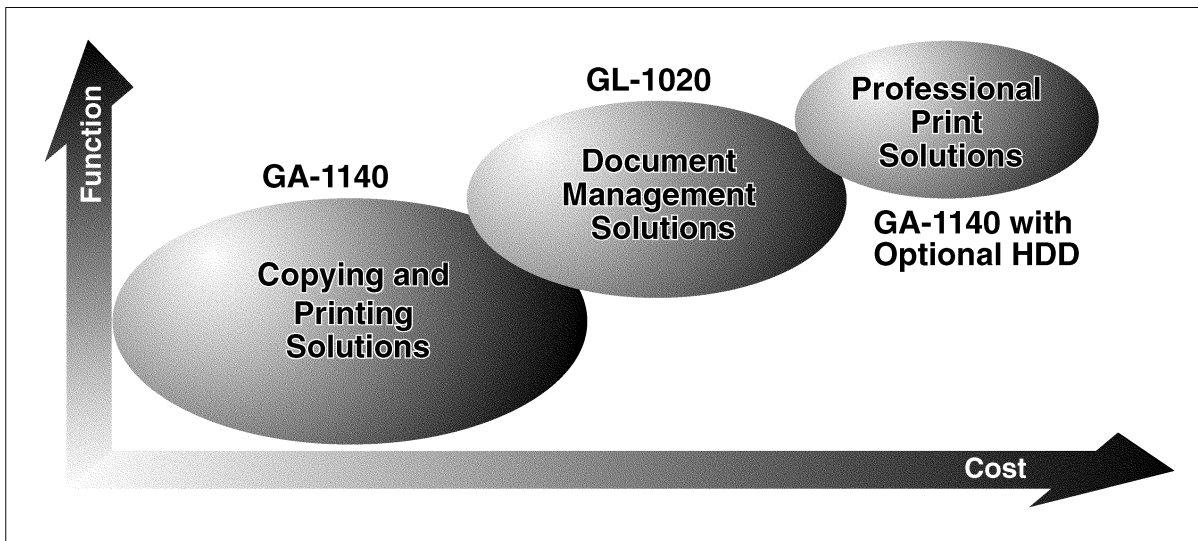 Function
GA-1140
Copying and
Printing
Solutions
GL-1020
Document
Management
Solutions
Professional
Print
Solutions
GA-1140 with
Optional HDD
Cost